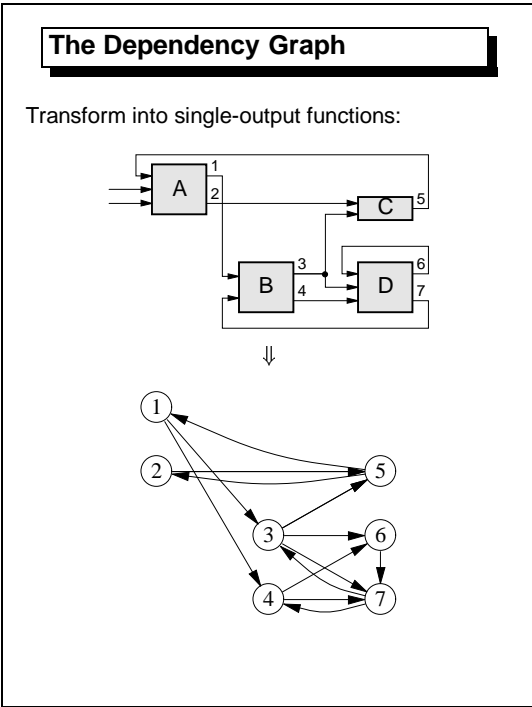 The Dependency Graph
Transform into single-output functions:
A
1
2
C
5
B
3
4
D
6
7
⇓
1
2
5
3
6
4
7